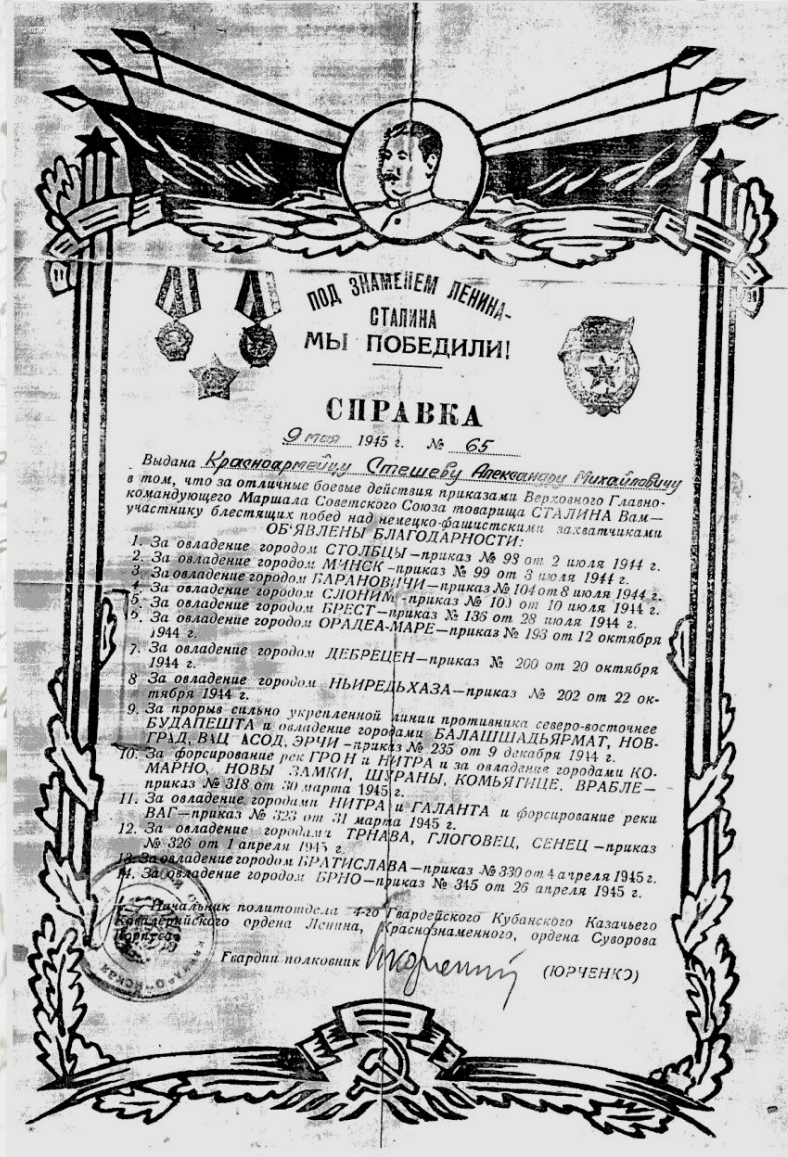 ПОД ЗНАМЕНЕМ ЛЕНИНА-
СТАЛИНА
МЫ ПОБЕДИЛИ!
СПРАВКА
9 мая 1945 г. № 65
Выдана Красноармейцу Стешеву Александру Михайловичу
в том, что за отличные боевые действия приказами Верховного Главно-
командующего Маршала Советского Союза товарища СТАЛИНА Вам—
участнику блестящих побед над немецко-фашистскими захватчиками
ОБ'ЯВЛЕНЫ БЛАГОДАРНОСТИ:
1. За овладение городом СТОЛБЦЫ—приказ № 93 от 2 июля 1944 г.
2. За овладение городом МИНСК—приказ № 99 от 3 июля 1944 г.
3. За овладение городом БАРАНОВИЧИ—приказ № 104 от 8 июля 1944 г.
4. За овладение городом СЛОНИМ—приказ № от 10 июля 1944 г.
5. За овладение городом БРЕСТ—приказ № 136 от 28 июля 1944 г.
6. За овладение городом ОРАДЕА-МАРЕ—приказ № 193 от 12 октября
1944 г.
7. За овладение городом ДЕБРЕЦЕН—приказ № 200 от 20 октября
1944 г.
8 За овладение городом НЬИРЕДЬХАЗА—приказ № 202 от 22 ок-
тября 1944 г.
9. За прорыв сильно укрепленной линии противника северо-восточнее
БУДАПЕШТА и овладение городами БАЛАШШАДЬЯРМАТ, НОВ-
ГРАД, ВАЦ АСОД, ЭРЧИ—приказ № 235 от 9 декабря 1944 г.
10. За форсирование рек ГРОН и НИТРА и за овладение городами КО-
МАРНО, НОВЫ ЗАМКИ, ШУРАНЫ, КОМЬЯТИЦЕ, ВРАБЛЕ—
приказ № 318 от 30 марта 1945 г.
11. За овладение городами НИТРА и ГАЛАНТА и форсирование реки
ВАГ—приказ № 323 от 31 марта 1945 г.
12. За овладение городами ТРНАВА, ГЛОГОВЕЦ, СЕНЕЦ—приказ
№ 326 от 1 апреля 1945 г.
13. За овладение городом БРАТИСЛАВА—приказ № 330 от 4 апреля 1945 г.
14. За овладение городом БРНО—приказ № 345 от 26 апреля 1945 г.
Начальник политотдела 4-го Гвардейского Кубанского Казачьего
Кавалерийского ордена Ленина, Краснознаменного, ордена Суворова
Корпуса
Гвардии полковник (ЮРЧЕНКО)